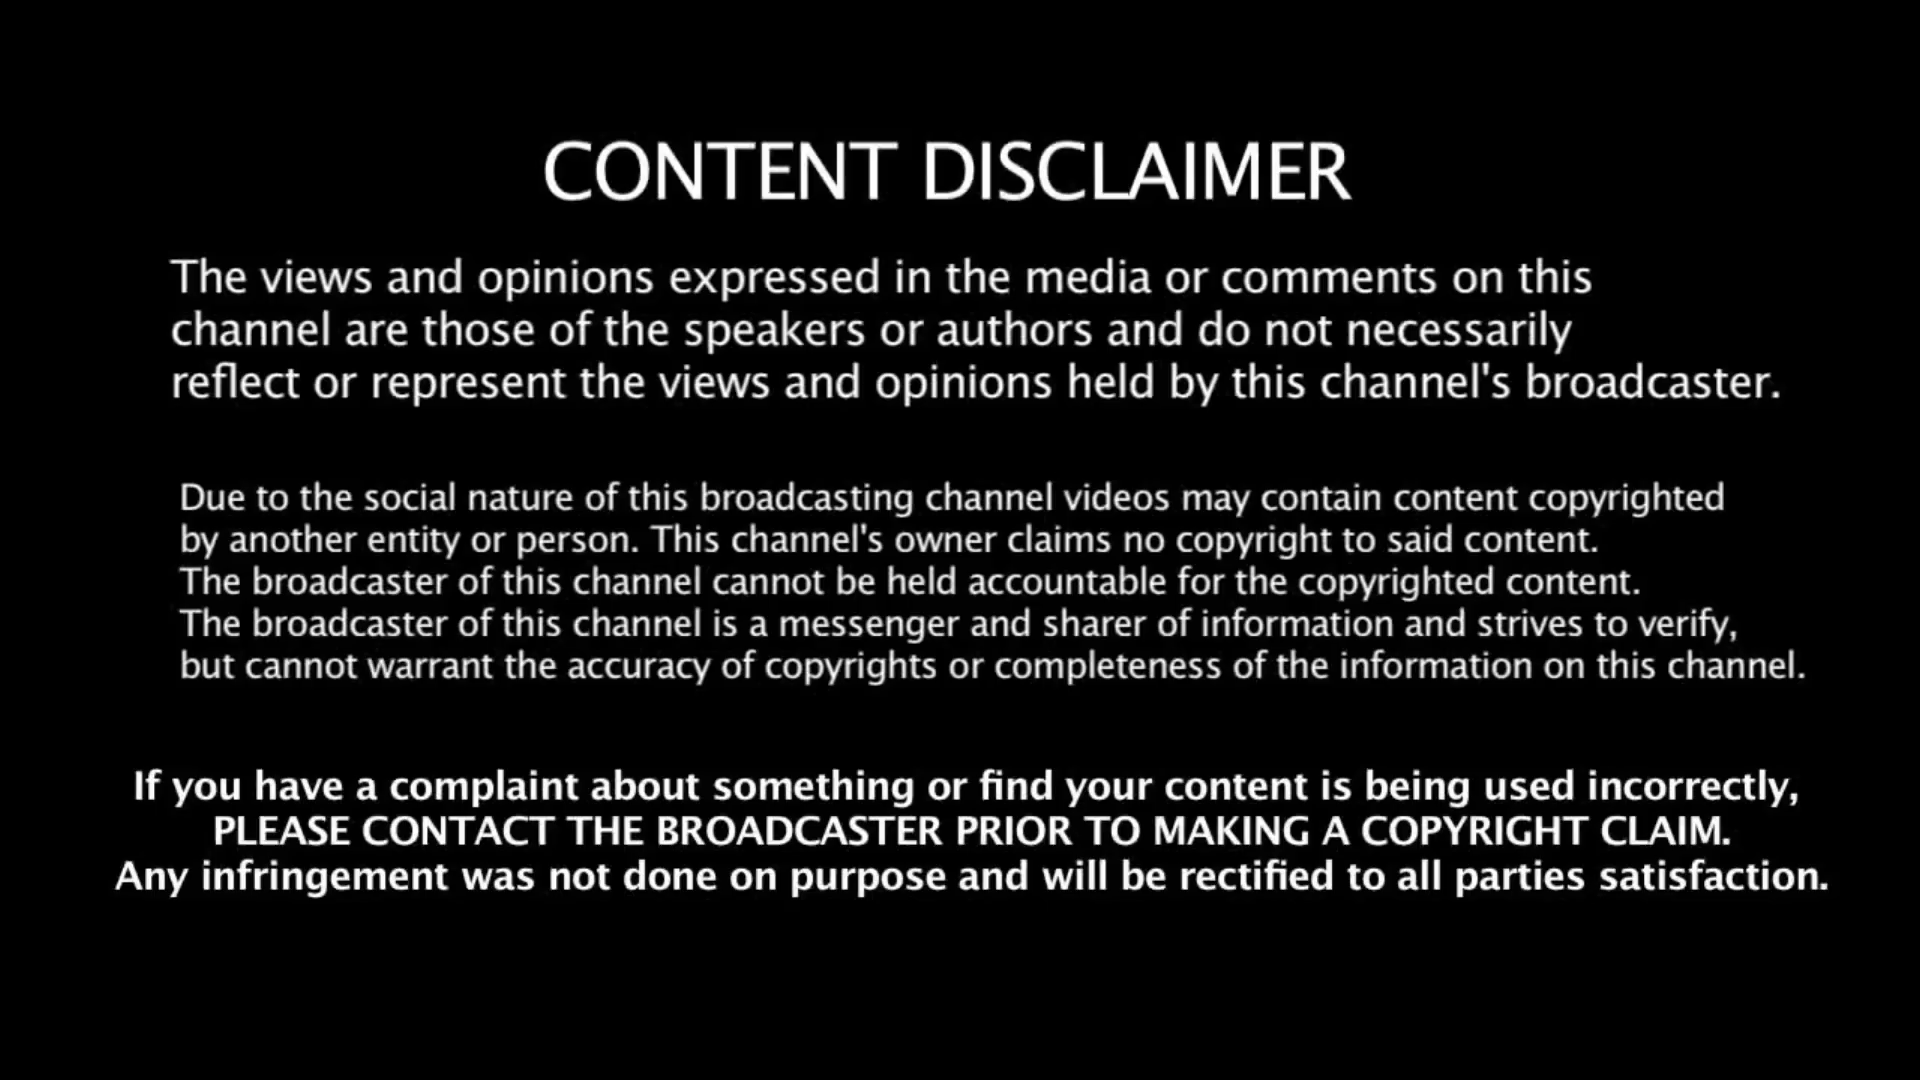 CONTENT DISCLAIMER
The views and opinions expressed in the media or comments on this
channel are those of the speakers or authors and do not necessarily
reflect or represent the views and opinions held by this channel's broadcaster.
Due to the social nature of this broadcasting channel videos may contain content copyrighted
by another entity or person. This channel's owner claims no copyright to said content.
The broadcaster of this channel cannot be held accountable for the copyrighted content.
The broadcaster of this channel is a messenger and sharer of information and strives to verify,
but cannot warrant the accuracy of copyrights or completeness of the information on this channel.
If you have a complaint about something or find your content is being used incorrectly,
PLEASE CONTACT THE BROADCASTER PRIOR TO MAKING A COPYRIGHT CLAIM.
Any infringement was not done on purpose and will be rectified to all parties satisfaction.